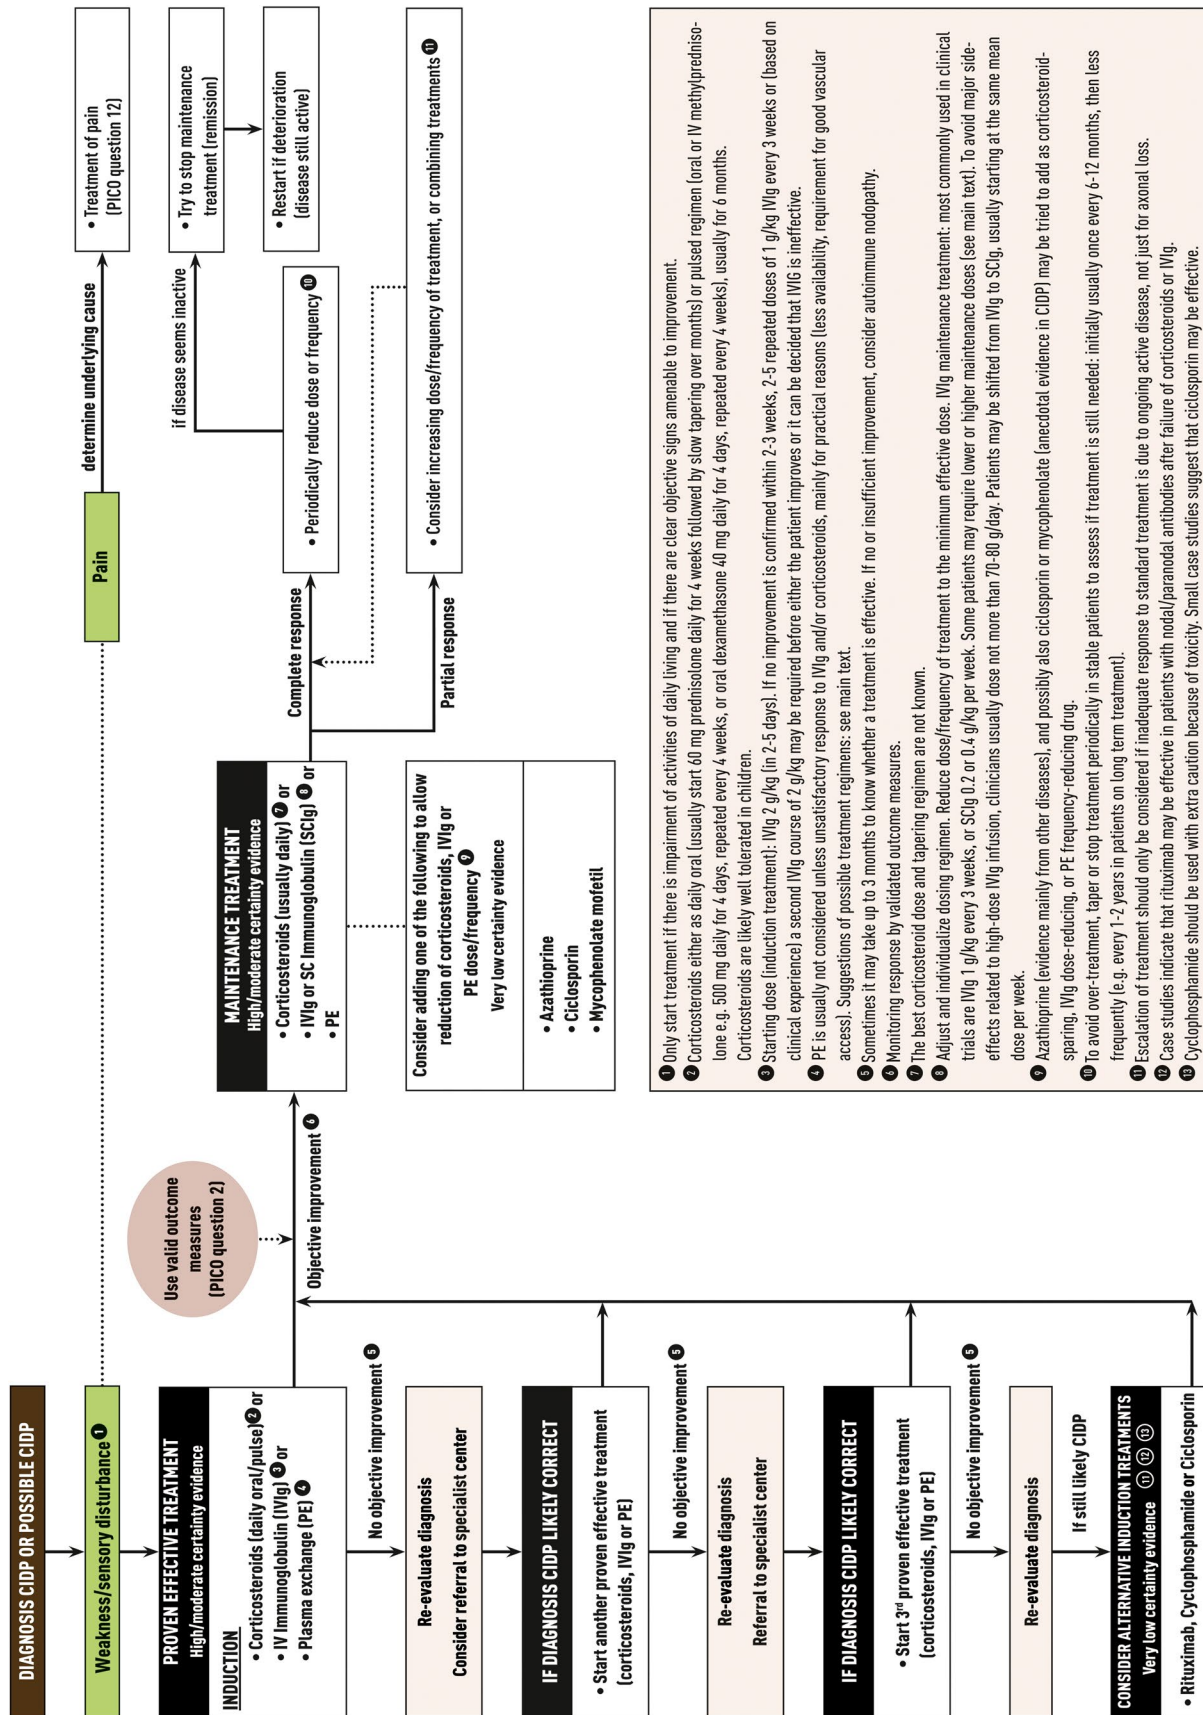 DIAGNOSIS CIDP OR POSSIBLE CIDP
Weakness/sensory disturbance 1
PROVEN EFFECTIVE TREATMENT
High/moderate certainty evidence
INDUCTION
• Corticosteroids (daily oral/pulse) 2 or
• IV Immunoglobulin (IVIg) 3 or
• Plasma exchange (PE) 4
No objective improvement 5
Re-evaluate diagnosis
Consider referral to specialist center
IF DIAGNOSIS CIDP LIKELY CORRECT
• Start another proven effective treatment
(corticosteroids, IVIg or PE)
No objective improvement 5
Re-evaluate diagnosis
Referral to specialist center
IF DIAGNOSIS CIDP LIKELY CORRECT
• Start 3rd proven effective treatment
(corticosteroids, IVIg or PE)
No objective improvement 5
Re-evaluate diagnosis
If still likely CIDP
CONSIDER ALTERNATIVE INDUCTION TREATMENTS
Very low certainty evidence 11 12 13
• Rituximab, Cyclophosphamide or Ciclosporin
Use valid outcome
measures
(PICO question 2)
Objective improvement 6
MAINTENANCE TREATMENT
High/moderate certainty evidence
• Corticosteroids (usually daily) 7 or
• IVIg or SC Immunoglobulin (SCIg) 8 or
• PE
Consider adding one of the following to allow
reduction of corticosteroids, IVIg or
PE dose/frequency 9
Very low certainty evidence
• Azathioprine
• Ciclosporin
• Mycophenolate mofetil
Complete response
Partial response
Pain
determine underlying cause
• Treatment of pain
(PICO question 12)
• Periodically reduce dose or frequency 10
if disease seems inactive
• Try to stop maintenance
treatment (remission)
• Restart if deterioration
(disease still active)
• Consider increasing dose/frequency of treatment, or combining treatments 11
1 Only start treatment if there is impairment of activities of daily living and if there are clear objective signs amenable to improvement.
2 Corticosteroids either as daily oral (usually start 60 mg prednisolone daily for 4 weeks followed by slow tapering over months) or pulsed regimen (oral or IV methylpredniso-
lone e.g. 500 mg daily for 4 days, repeated every 4 weeks, or oral dexamethasone 40 mg daily for 4 days, repeated every 4 weeks), usually for 6 months.
Corticosteroids are likely well tolerated in children.
3 Starting dose (induction treatment): IVIg 2 g/kg (in 2-5 days). If no improvement is confirmed within 2-3 weeks, 2-5 repeated doses of 1 g/kg IVIg every 3 weeks or (based on
clinical experience) a second IVIg course of 2 g/kg may be required before either the patient improves or it can be decided that IVIG is ineffective.
4 PE is usually not considered unless unsatisfactory response to IVIg and/or corticosteroids, mainly for practical reasons (less availability, requirement for good vascular
access). Suggestions of possible treatment regimens: see main text.
5 Sometimes it may take up to 3 months to know whether a treatment is effective. If no or insufficient improvement, consider autoimmune nodopathy.
6 Monitoring response by validated outcome measures.
7 The best corticosteroid dose and tapering regimen are not known.
8 Adjust and individualize dosing regimen. Reduce dose/frequency of treatment to the minimum effective dose. IVIg maintenance treatment: most commonly used in clinical
trials are IVIg 1 g/kg every 3 weeks, or SCIg 0.2 or 0.4 g/kg per week. Some patients may require lower or higher maintenance doses (see main text). To avoid major side-
effects related to high-dose IVIg infusion, clinicians usually dose not more than 70-80 g/day. Patients may be shifted from IVIg to SCIg, usually starting at the same mean
dose per week.
9 Azathioprine (evidence mainly from other diseases), and possibly also ciclosporin or mycophenolate (anecdotal evidence in CIDP) may be tried to add as corticosteroid-
sparing, IVIg dose-reducing, or PE frequency-reducing drug.
10 To avoid over-treatment, taper or stop treatment periodically in stable patients to assess if treatment is still needed: initially usually once every 6-12 months, then less
frequently (e.g. every 1-2 years in patients on long term treatment).
11 Escalation of treatment should only be considered if inadequate response to standard treatment is due to ongoing active disease, not just for axonal loss.
12 Case studies indicate that rituximab may be effective in patients with nodal/paranodal antibodies after failure of corticosteroids or IVIg.
13 Cyclophosphamide should be used with extra caution because of toxicity. Small case studies suggest that ciclosporin may be effective.